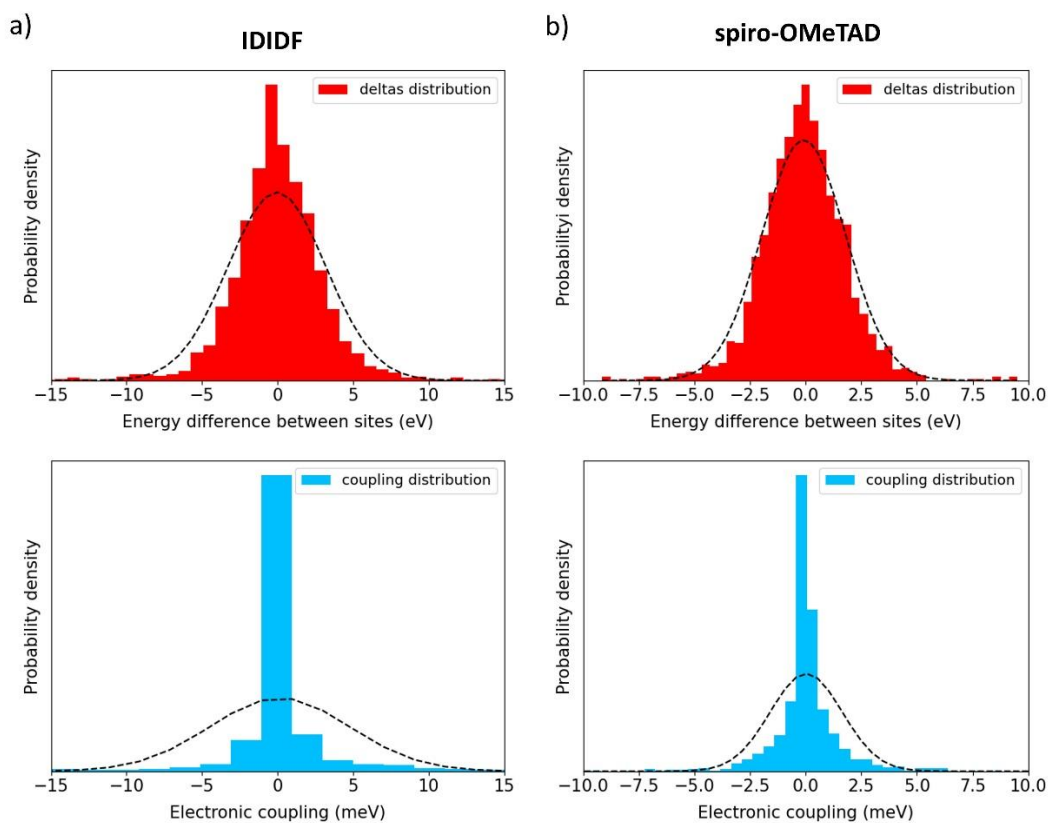 a)
IDIDF
deltas distribution
Probability density
−15 −10 −5 0 5 10 15
Energy difference between sites (eV)
coupling distribution
Probability density
−15 −10 −5 0 5 10 15
Electronic coupling (meV)
b)
spiro-OMeTAD
deltas distribution
Probabilityi density
−10.0 −7.5 −5.0 −2.5 0.0 2.5 5.0 7.5 10.0
Energy difference between sites (eV)
coupling distribution
Probability density
−10.0 −7.5 −5.0 −2.5 0.0 2.5 5.0 7.5 10.0
Electronic coupling (meV)